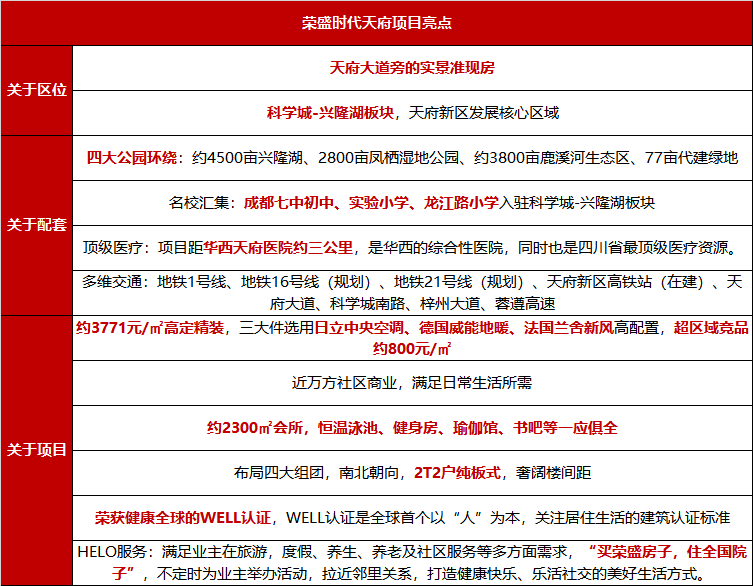 荣盛时代天府项目亮点
关于区位
天府大道旁的实景准现房
科学城-兴隆湖板块，天府新区发展核心区域
关于配套
四大公园环绕：约4500亩兴隆湖、2800亩凤栖湿地公园、约3800亩鹿溪河生态区、77亩代建绿地
名校汇集：成都七中初中、实验小学、龙江路小学入驻科学城-兴隆湖板块
顶级医疗：项目距华西天府医院约三公里，是华西的综合性医院，同时也是四川省最顶级医疗资源。
多维交通：地铁1号线、地铁16号线（规划）、地铁21号线（规划）、天府新区高铁站（在建）、天
府大道、科学城南路、梓州大道、蓉遵高速
关于项目
约3771元/㎡高定精装，三大件选用日立中央空调、德国威能地暖、法国兰舍新风高配置，超区域竞品
约800元/㎡
近万方社区商业，满足日常生活所需
约2300㎡会所，恒温泳池、健身房、瑜伽馆、书吧等一应俱全
布局四大组团，南北朝向，2T2户纯板式，奢阔楼间距
荣获健康全球的WELL认证，WELL认证是全球首个以“人”为本，关注居住生活的建筑认证标准
HELO服务：满足业主在旅游，度假、养生、养老及社区服务等多方面需求，“买荣盛房子，住全国院
子”，不定时为业主举办活动，拉近邻里关系，打造健康快乐、乐活社交的美好生活方式。